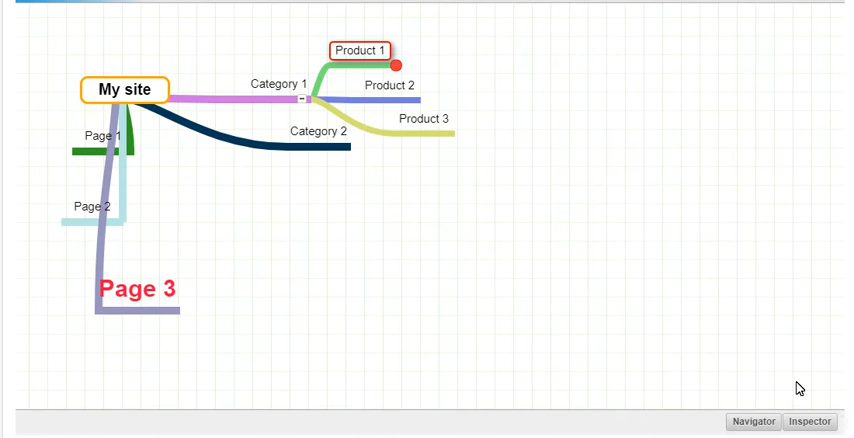 Product 1
My site
Category 1
Product 2
Product 3
Category 2
Page 1
Page 2
Page 3
Navigator
Inspector